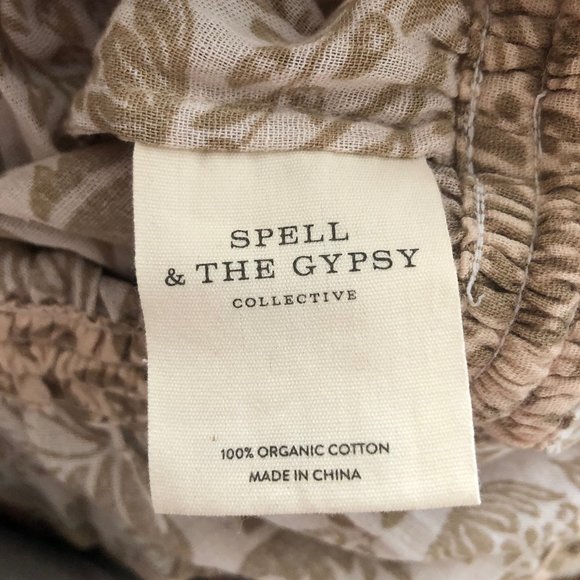 SPELL
& THE GYPSY
COLLECTIVE
100% ORGANIC COTTON
MADE IN CHINA